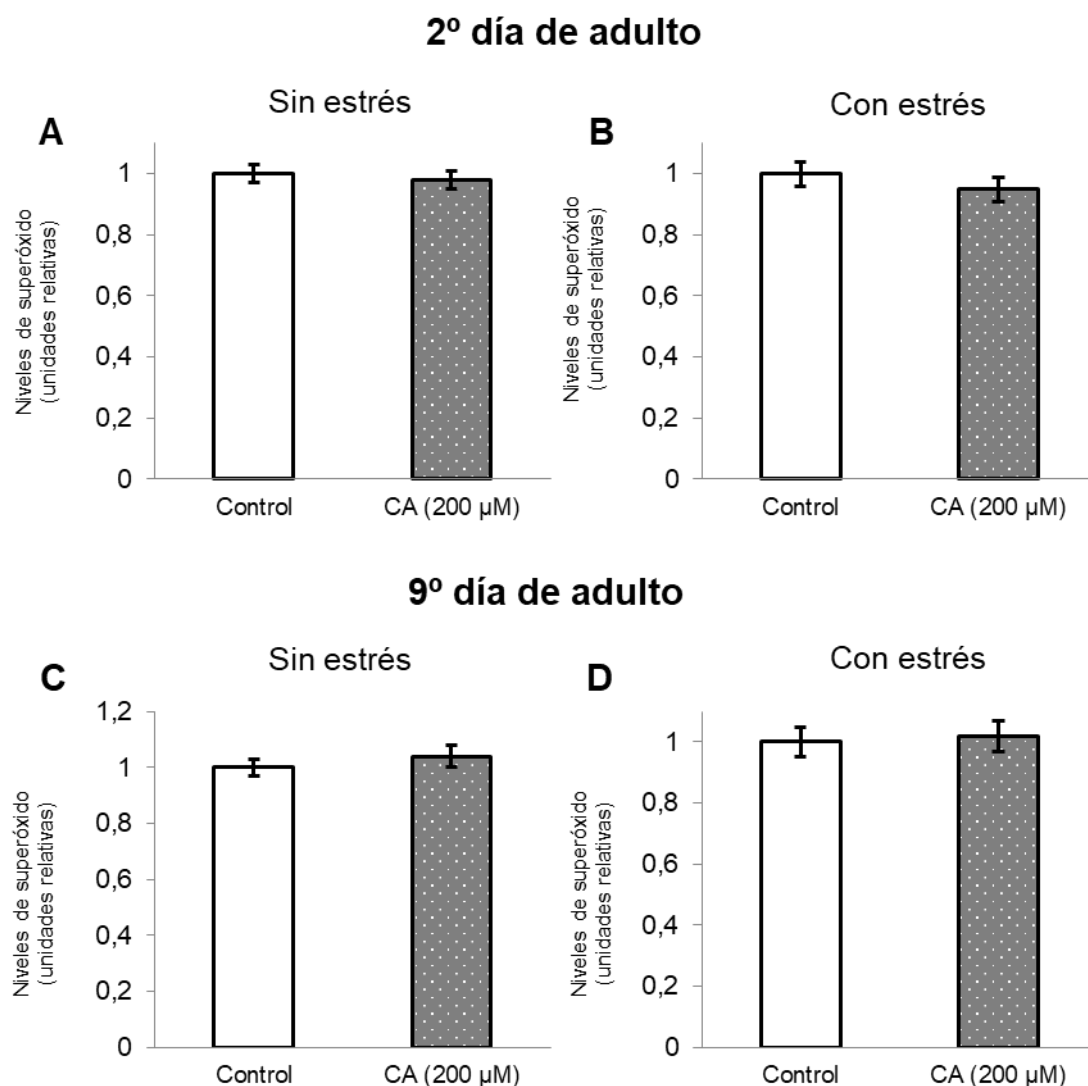 2º día de adulto
Sin estrés
Con estrés
A
B
Niveles de superóxido
(unidades relativas)
1
0,8
0,6
0,4
0,2
0
Control
CA (200 µM)
Niveles de superóxido
(unidades relativas)
1
0,8
0,6
0,4
0,2
0
Control
CA (200 µM)
9º día de adulto
Sin estrés
Con estrés
C
D
Niveles de superóxido
(unidades relativas)
1,2
1
0,8
0,6
0,4
0,2
0
Control
CA (200 µM)
Niveles de superóxido
(unidades relativas)
1
0,8
0,6
0,4
0,2
0
Control
CA (200 µM)